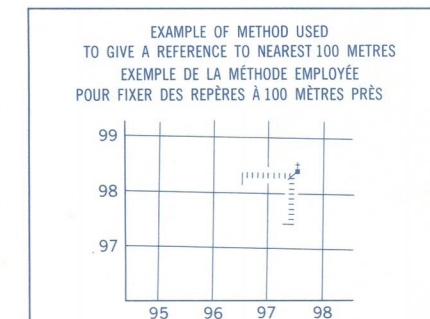 EXAMPLE OF METHOD USED
TO GIVE A REFERENCE TO NEAREST 100 METRES
EXEMPLE DE LA MÉTHODE EMPLOYÉE
POUR FIXER DES REPÈRES À 100 MÈTRES PRÈS
99
98
97
95 96 97 98